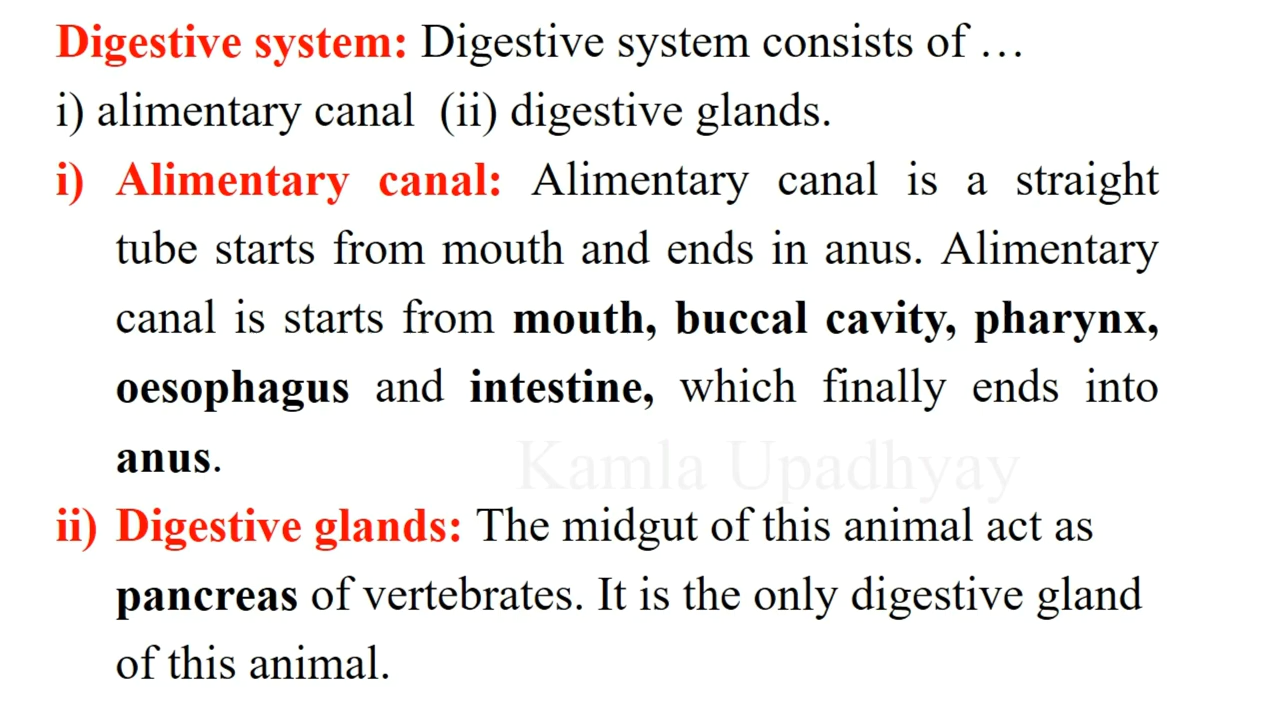 Digestive system: Digestive system consists of …
i) alimentary canal (ii) digestive glands.
i) Alimentary canal: Alimentary canal is a straight
tube starts from mouth and ends in anus. Alimentary
canal is starts from mouth, buccal cavity, pharynx,
oesophagus and intestine, which finally ends into
anus.
Kamla Upadhyay
ii) Digestive glands: The midgut of this animal act as
pancreas of vertebrates. It is the only digestive gland
of this animal.